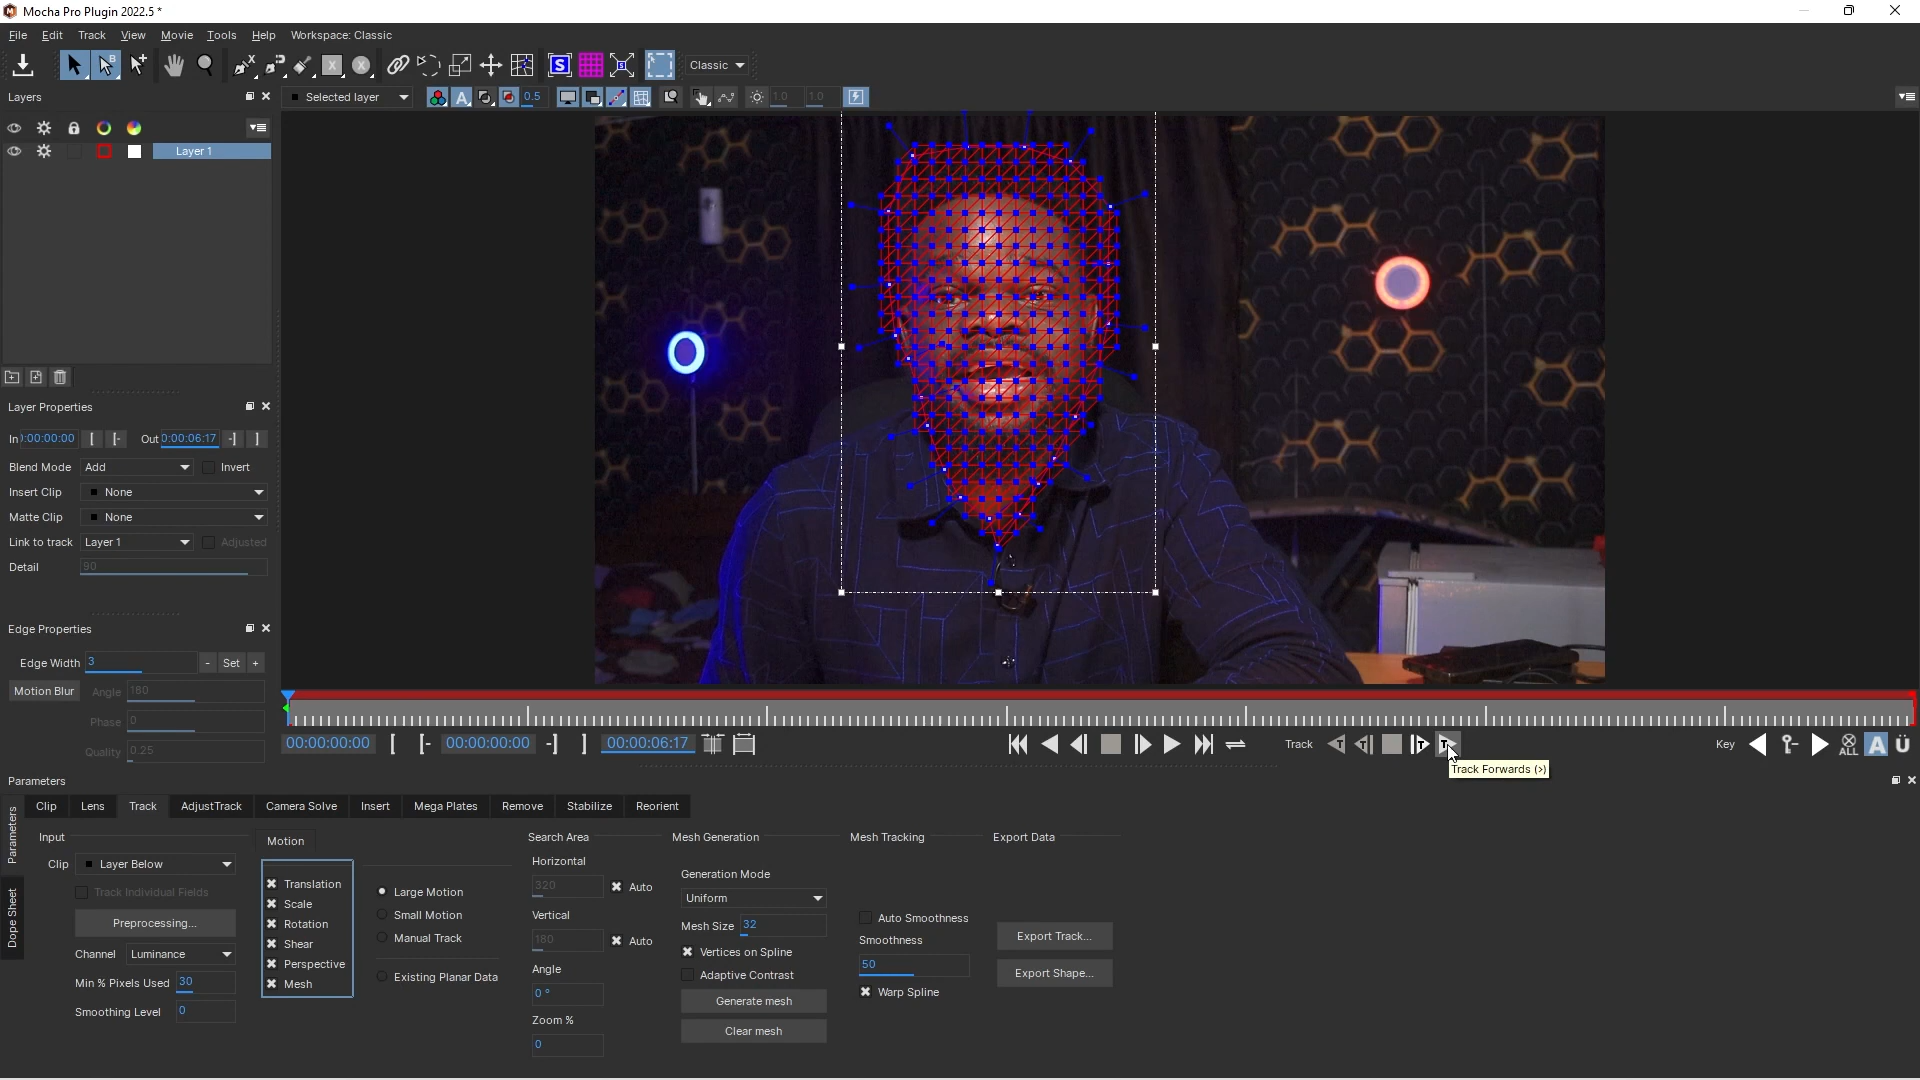 Mocha Pro Plugin 2022.5 *
File Edit Track View Movie Tools Help Workspace: Classic
Classic
Layers
Selected layer 0.5 1.0 1.0
Layer 1
Layer Properties
In 0:00:00:00 Out 0:00:06:17
Blend Mode Add Invert
Insert Clip None
Matte Clip None
Link to track Layer 1 Adjusted
Detail 90
Edge Properties
Edge Width 3 - Set +
Motion Blur Angle 180
Phase 0
Quality 0.25
00:00:00:00 00:00:00:00 00:00:06:17 Track Key ALL
Track Forwards (>)
Parameters
Clip Lens Track AdjustTrack Camera Solve Insert Mega Plates Remove Stabilize Reorient
Parameters
Dope Sheet
Input
Clip Layer Below
Track Individual Fields
Preprocessing...
Channel Luminance
Min % Pixels Used 30
Smoothing Level 0
Motion
Translation
Scale
Rotation
Shear
Perspective
Mesh
Large Motion
Small Motion
Manual Track
Existing Planar Data
Search Area
Horizontal
320 Auto
Vertical
180 Auto
Angle
0 °
Zoom %
0
Mesh Generation
Generation Mode
Uniform
Mesh Size 32
Vertices on Spline
Adaptive Contrast
Generate mesh
Clear mesh
Mesh Tracking
Auto Smoothness
Smoothness
50
Warp Spline
Export Data
Export Track...
Export Shape...